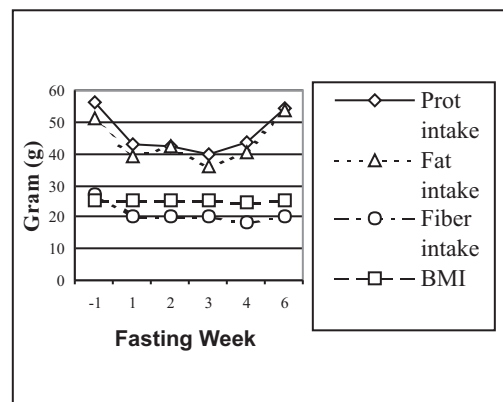 60
50
40
30
20
10
0
Gram (g)
-1 1 2 3 4 6
Fasting Week
Prot
intake
Fat
intake
Fiber
intake
BMI